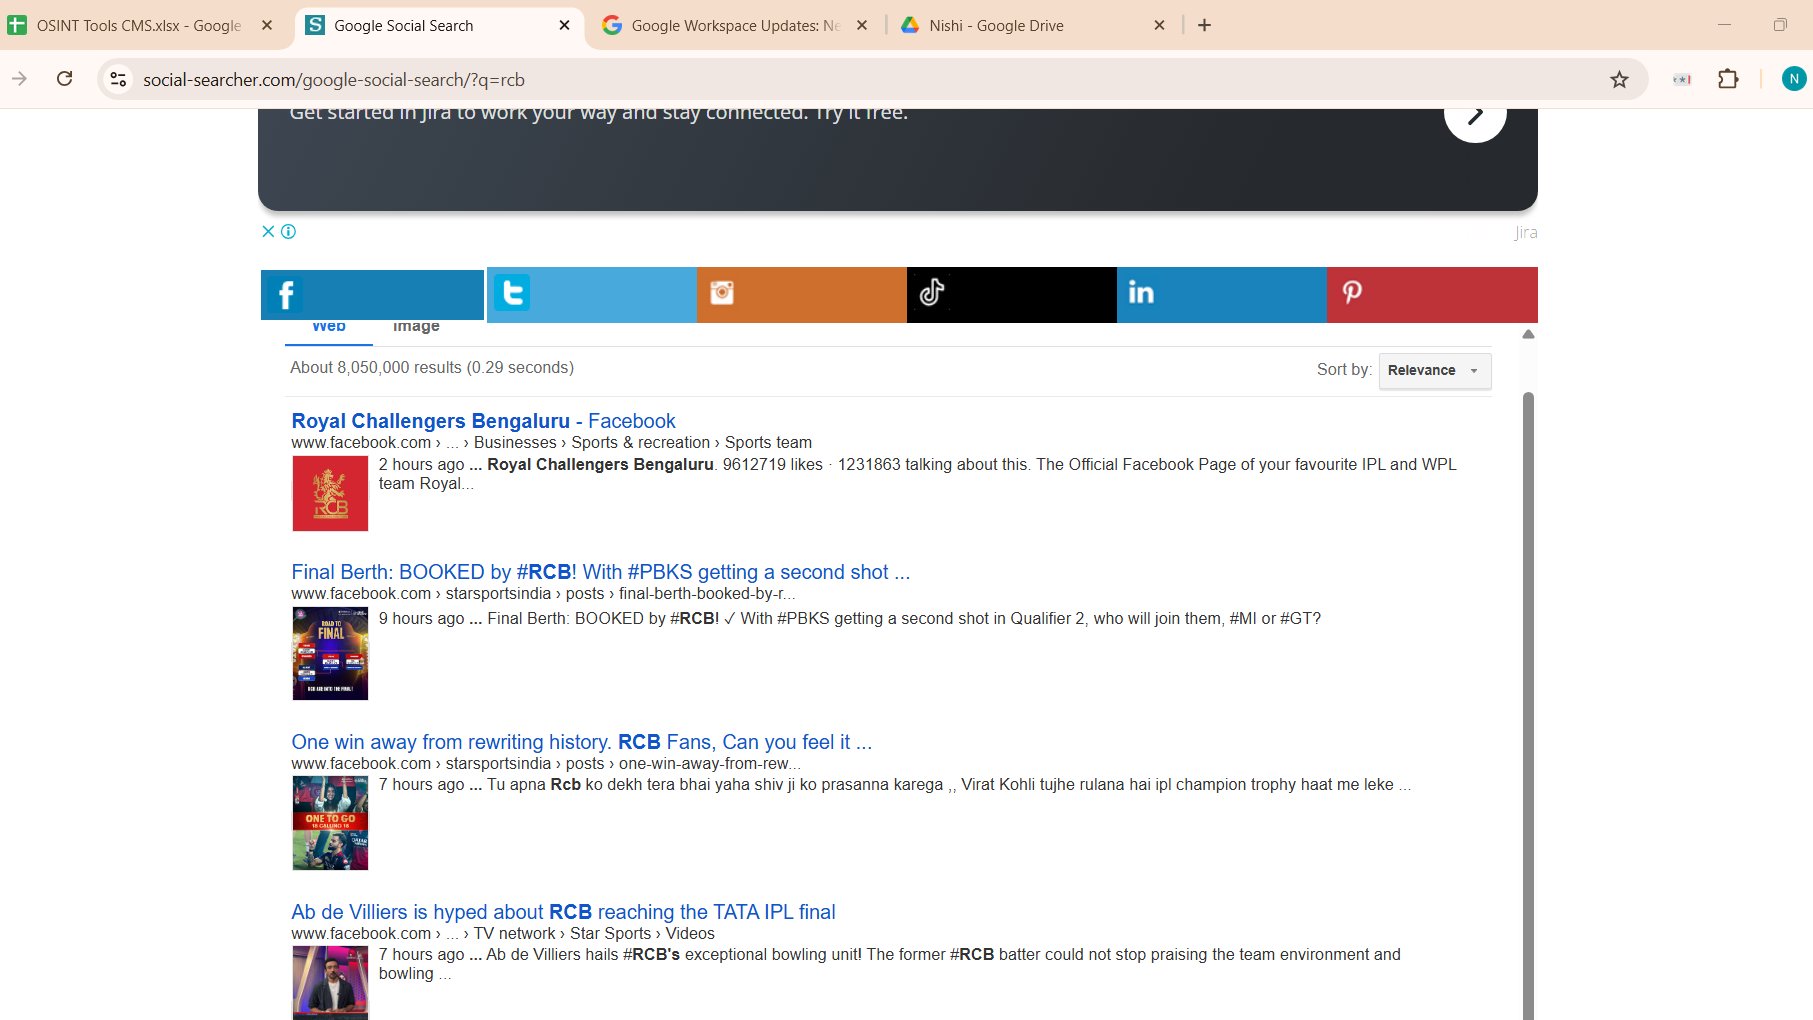 OSINT Tools CMS.xlsx - Google
Google Social Search
Google Workspace Updates: Ne
Nishi - Google Drive
social-searcher.com/google-social-search/?q=rcb
N
Get started in Jira to work your way and stay connected. Try it free.
Jira
Web
Image
About 8,050,000 results (0.29 seconds)
Sort by:
Relevance
Royal Challengers Bengaluru - Facebook
www.facebook.com › ... › Businesses › Sports & recreation › Sports team
2 hours ago ... Royal Challengers Bengaluru. 9612719 likes · 1231863 talking about this. The Official Facebook Page of your favourite IPL and WPL
team Royal...
RCB
Final Berth: BOOKED by #RCB! With #PBKS getting a second shot ...
www.facebook.com › starsportsindia › posts › final-berth-booked-by-r...
9 hours ago ... Final Berth: BOOKED by #RCB! ✓ With #PBKS getting a second shot in Qualifier 2, who will join them, #MI or #GT?
ROAD TO
FINAL
RCB ARE INTO THE FINAL!
One win away from rewriting history. RCB Fans, Can you feel it ...
www.facebook.com › starsportsindia › posts › one-win-away-from-rew...
7 hours ago ... Tu apna Rcb ko dekh tera bhai yaha shiv ji ko prasanna karega ,, Virat Kohli tujhe rulana hai ipl champion trophy haat me leke ...
ONE TO GO
18 CALLING 18
Ab de Villiers is hyped about RCB reaching the TATA IPL final
www.facebook.com › ... › TV network › Star Sports › Videos
7 hours ago ... Ab de Villiers hails #RCB's exceptional bowling unit! The former #RCB batter could not stop praising the team environment and
bowling ...